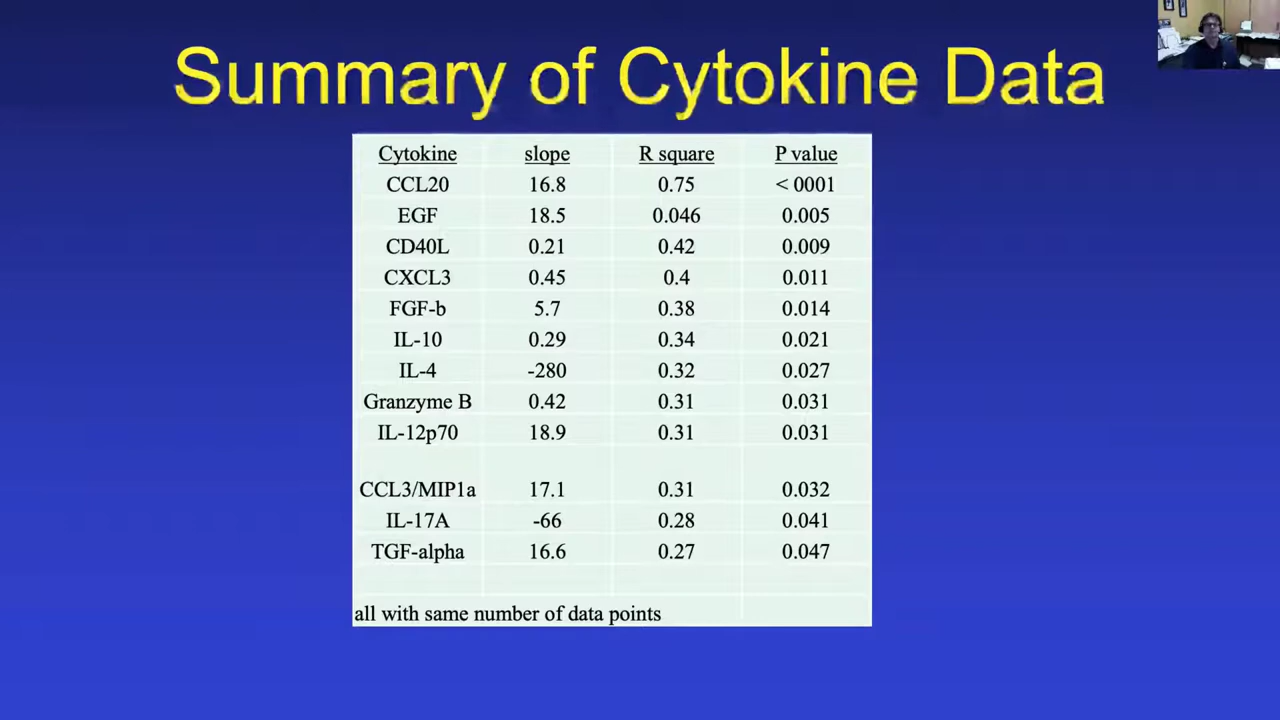 Summary of Cytokine Data
Cytokine slope R square P value
CCL20 16.8 0.75 < 0001
EGF 18.5 0.046 0.005
CD40L 0.21 0.42 0.009
CXCL3 0.45 0.4 0.011
FGF-b 5.7 0.38 0.014
IL-10 0.29 0.34 0.021
IL-4 -280 0.32 0.027
Granzyme B 0.42 0.31 0.031
IL-12p70 18.9 0.31 0.031
CCL3/MIP1a 17.1 0.31 0.032
IL-17A -66 0.28 0.041
TGF-alpha 16.6 0.27 0.047
all with same number of data points